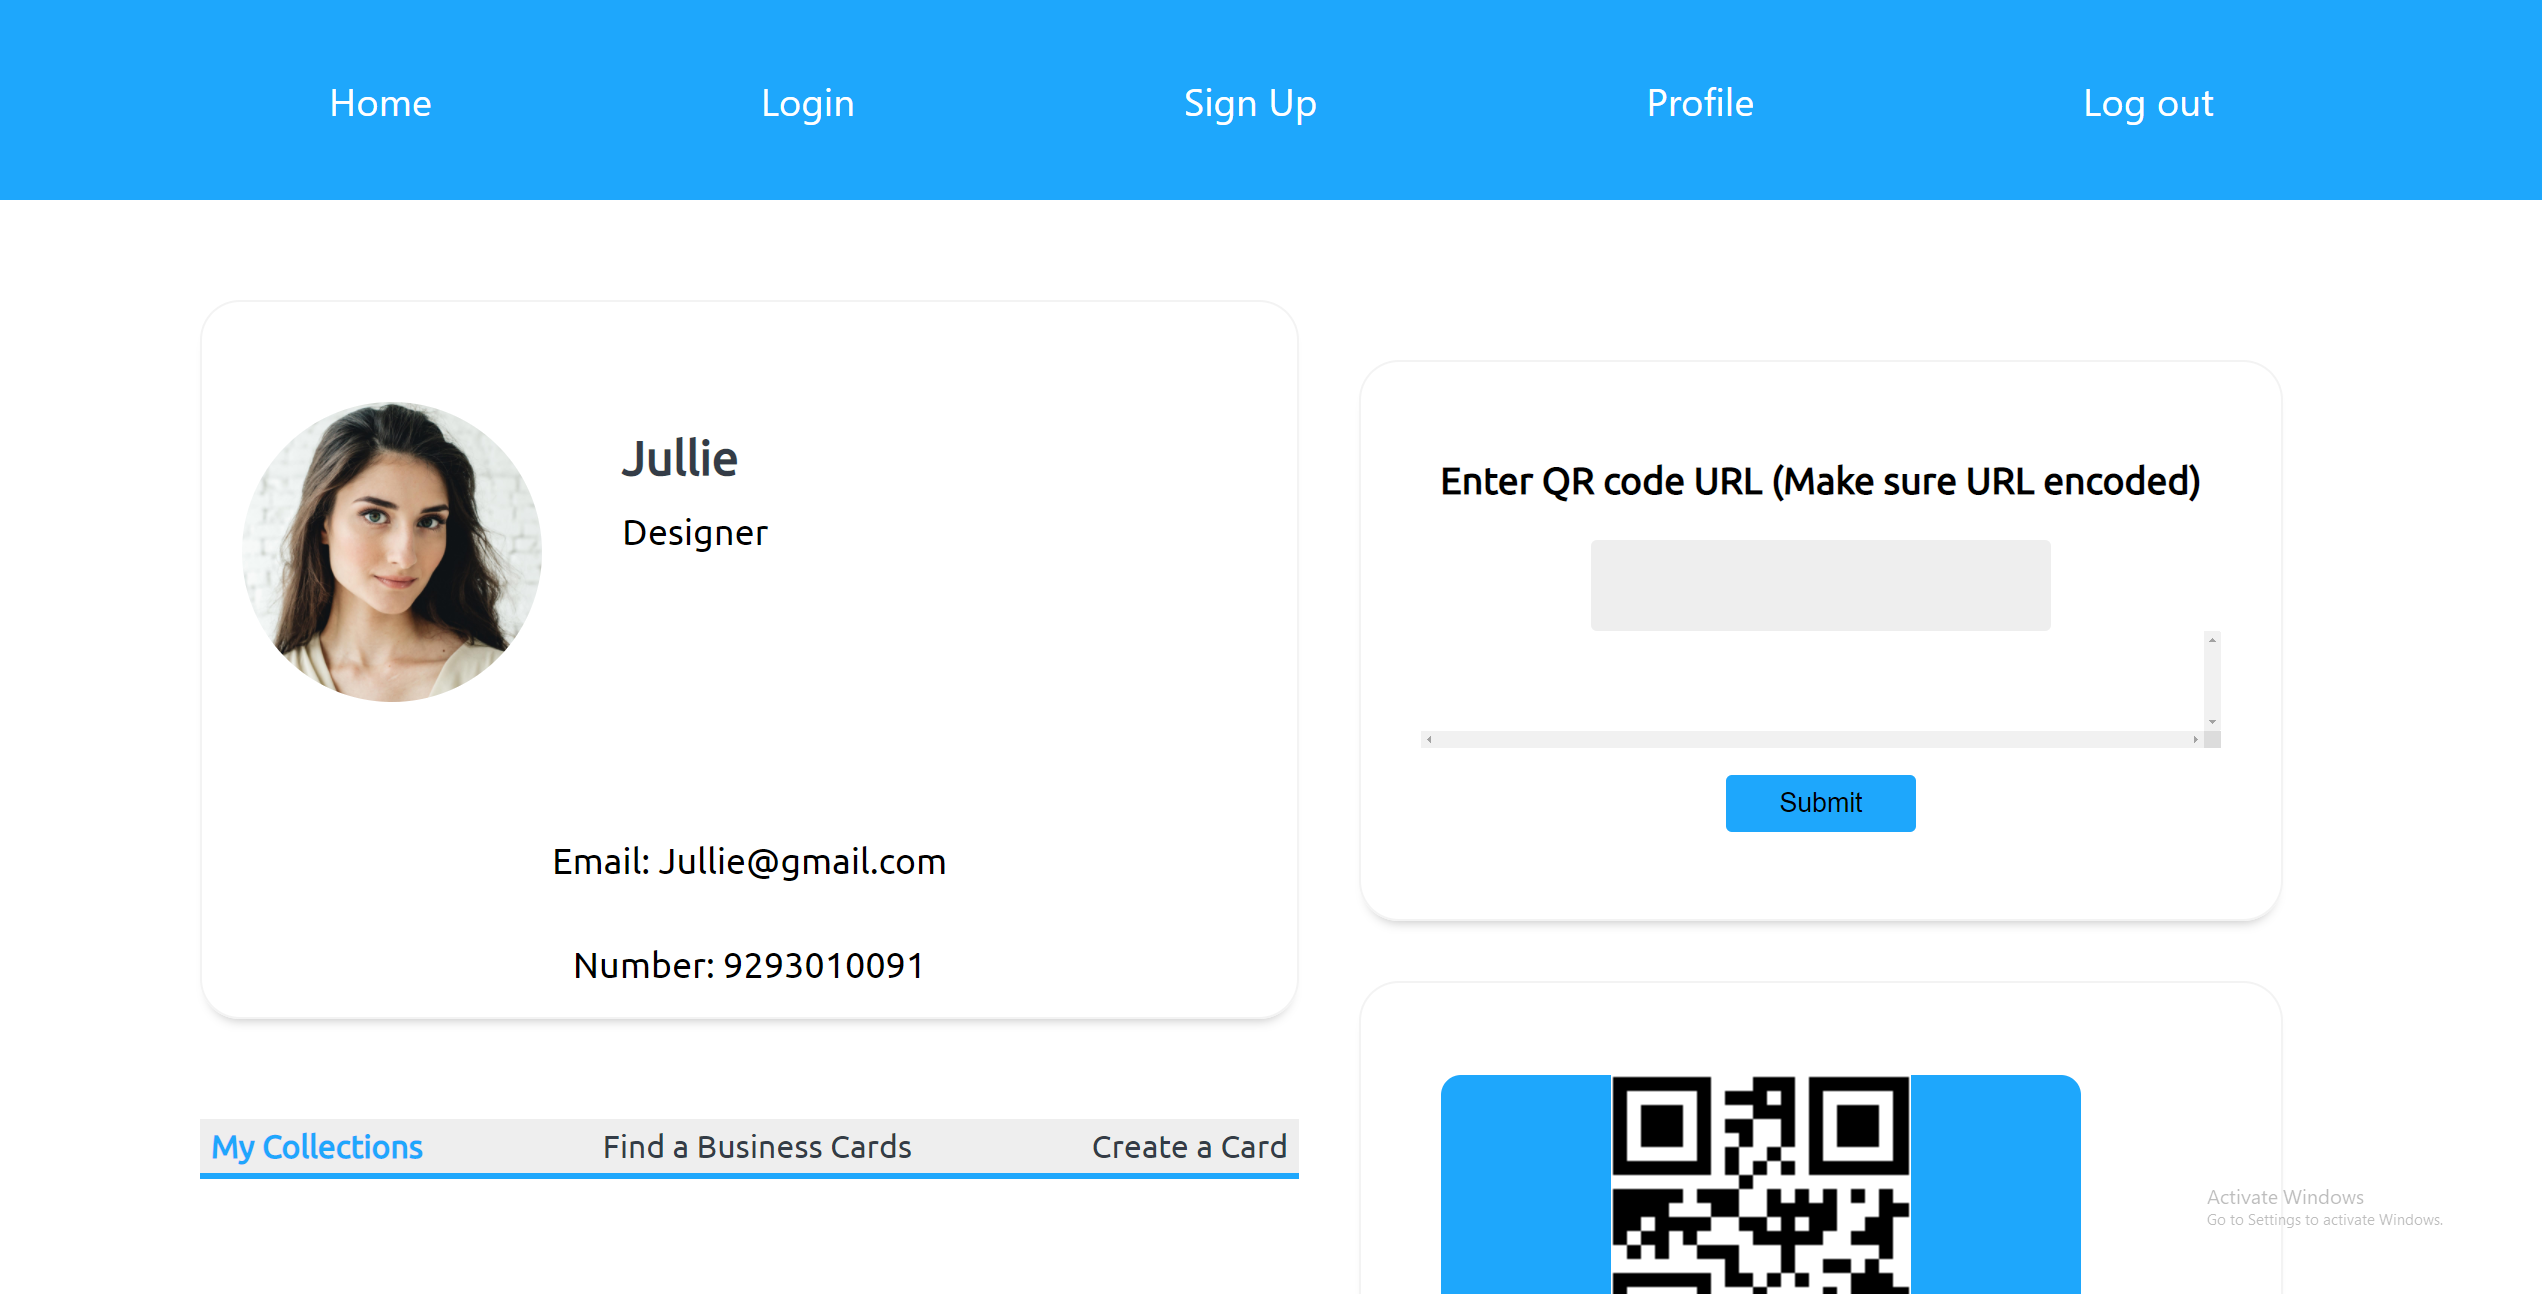 Home
Login
Sign Up
Profile
Log out
Jullie
Designer
Email: Jullie@gmail.com
Number: 9293010091
My Collections
Find a Business Cards
Create a Card
Enter QR code URL (Make sure URL encoded)
Submit
Activate Windows
Go to Settings to activate Windows.